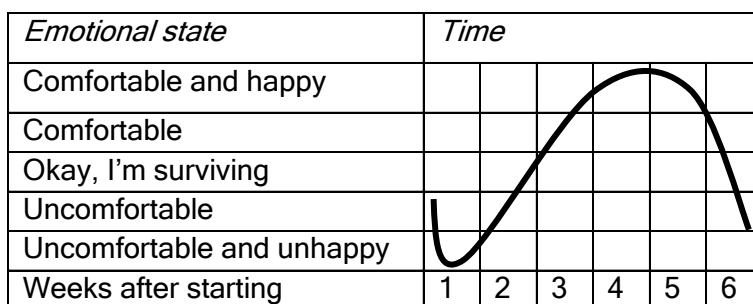 Emotional state Time
Comfortable and happy
Comfortable
Okay, I'm surviving
Uncomfortable
Uncomfortable and unhappy
Weeks after starting 1 2 3 4 5 6